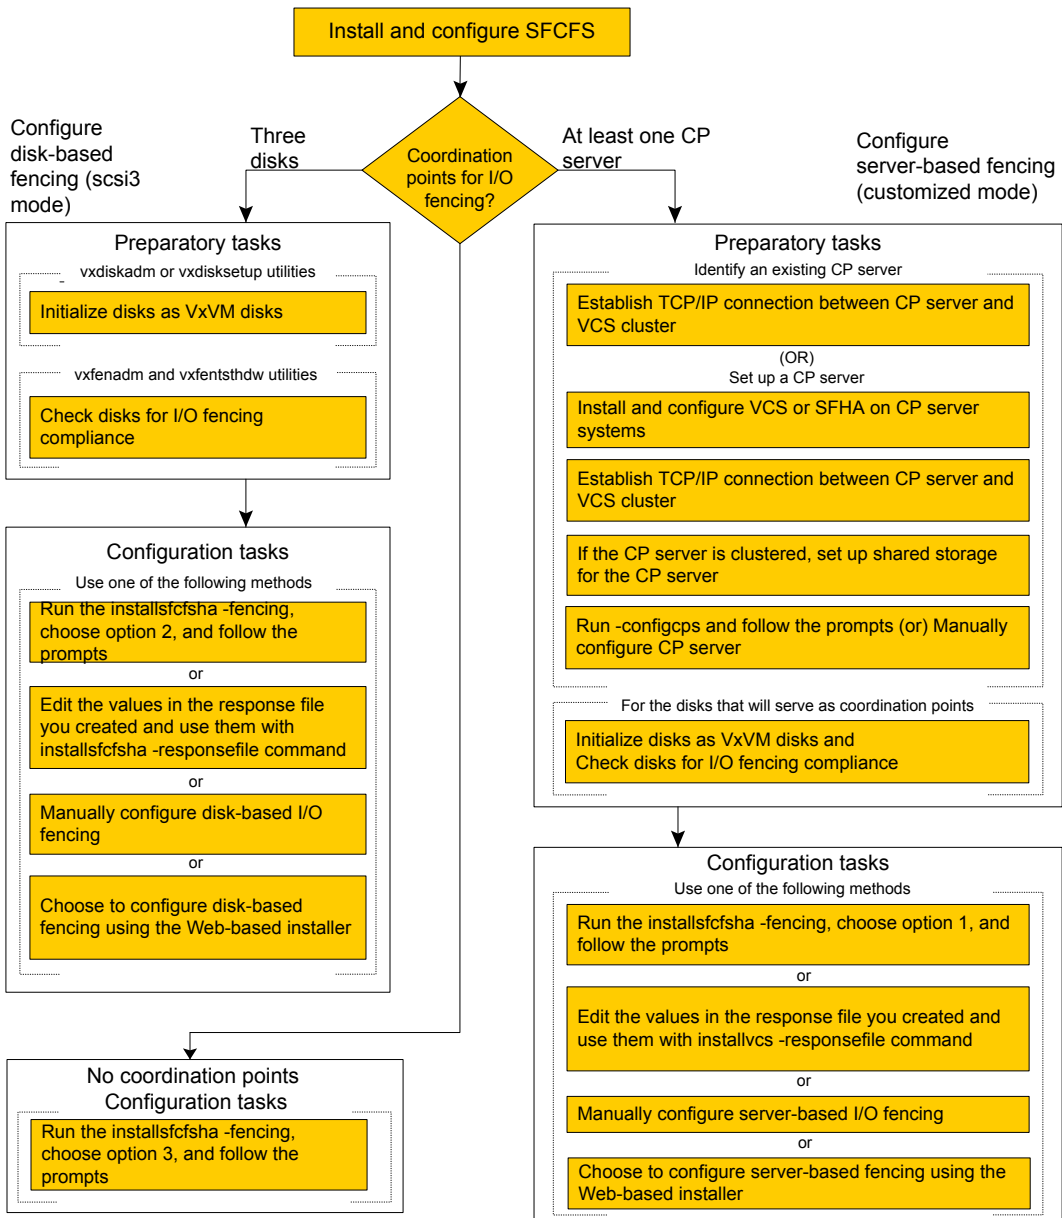 Install and configure SFCFS
Coordination
points for I/O
fencing?
Configure
disk-based
fencing (scsi3
mode)
Three
disks
At least one CP
server
Configure
server-based fencing
(customized mode)
Preparatory tasks
vxdiskadm or vxdisksetup utilities
Initialize disks as VxVM disks
vxfenadm and vxfentsthdw utilities
Check disks for I/O fencing
compliance
Configuration tasks
Use one of the following methods
Run the installsfcfsha -fencing,
choose option 2, and follow the
prompts
or
Edit the values in the response file
you created and use them with
installsfcfsha -responsefile command
or
Manually configure disk-based I/O
fencing
or
Choose to configure disk-based
fencing using the Web-based installer
No coordination points
Configuration tasks
Run the installsfcfsha -fencing,
choose option 3, and follow the
prompts
Preparatory tasks
Identify an existing CP server
Establish TCP/IP connection between CP server and
VCS cluster
(OR)
Set up a CP server
Install and configure VCS or SFHA on CP server
systems
Establish TCP/IP connection between CP server and
VCS cluster
If the CP server is clustered, set up shared storage
for the CP server
Run -configcps and follow the prompts (or) Manually
configure CP server
For the disks that will serve as coordination points
Initialize disks as VxVM disks and
Check disks for I/O fencing compliance
Configuration tasks
Use one of the following methods
Run the installsfcfsha -fencing, choose option 1, and
follow the prompts
or
Edit the values in the response file you created and
use them with installvcs -responsefile command
or
Manually configure server-based I/O fencing
or
Choose to configure server-based fencing using the
Web-based installer